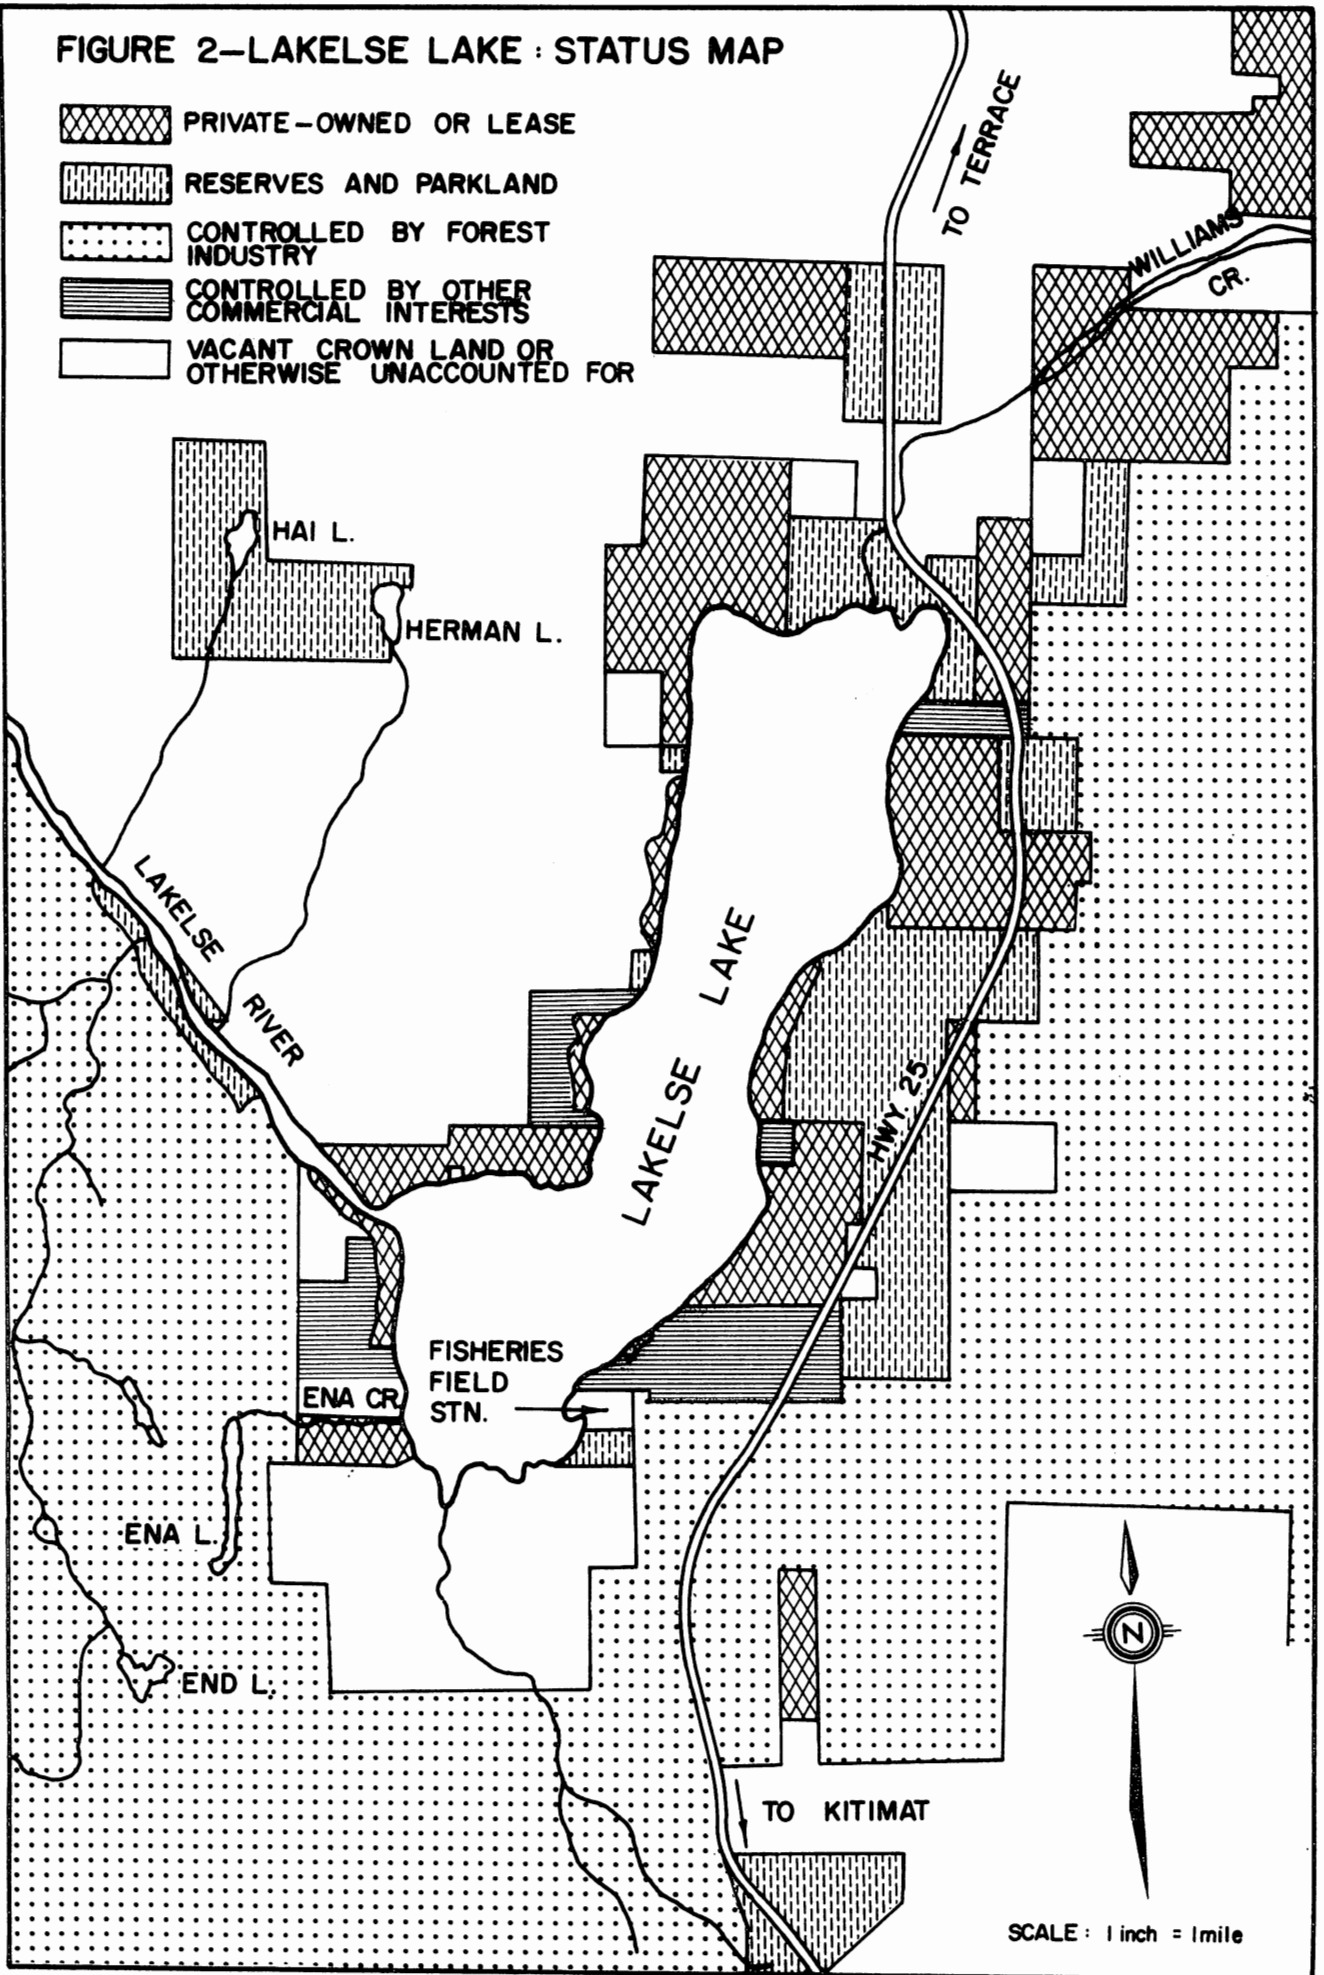 FIGURE 2—LAKELSE LAKE : STATUS MAP
PRIVATE-OWNED OR LEASE
RESERVES AND PARKLAND
CONTROLLED BY FOREST
INDUSTRY
CONTROLLED BY OTHER
COMMERCIAL INTERESTS
VACANT CROWN LAND OR
OTHERWISE UNACCOUNTED FOR
TO TERRACE
WILLIAMS
CR.
HAI L.
HERMAN L.
LAKELSE
RIVER
LAKELSE LAKE
HWY 25
FISHERIES
FIELD
STN.
ENA CR.
ENA L.
END L.
N
TO KITIMAT
SCALE : 1 inch = 1mile